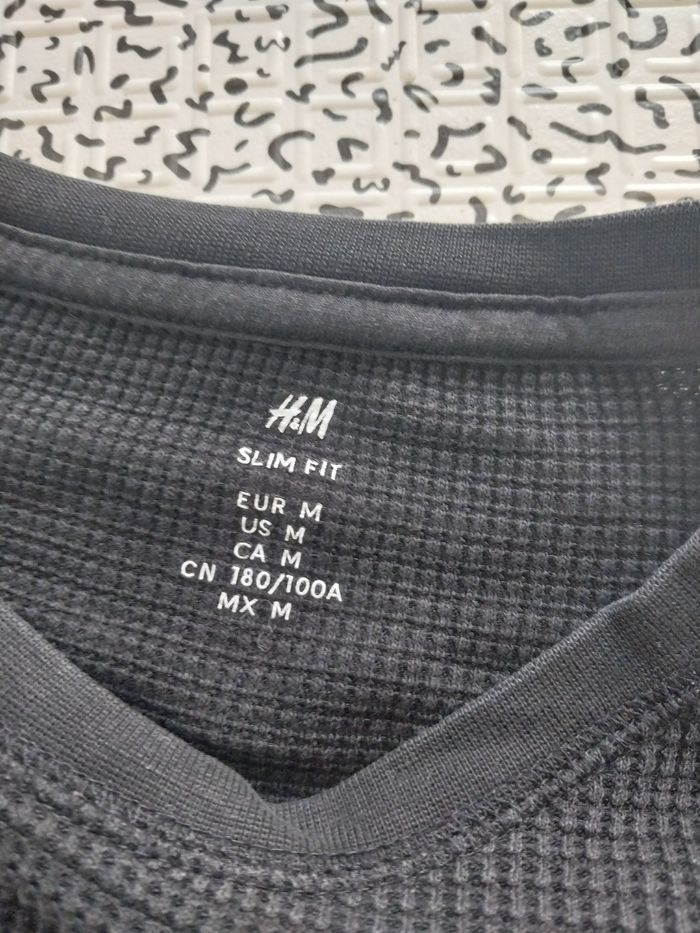 H&M
SLIM FIT
EUR M
US M
CA M
CN 180/100A
MX M